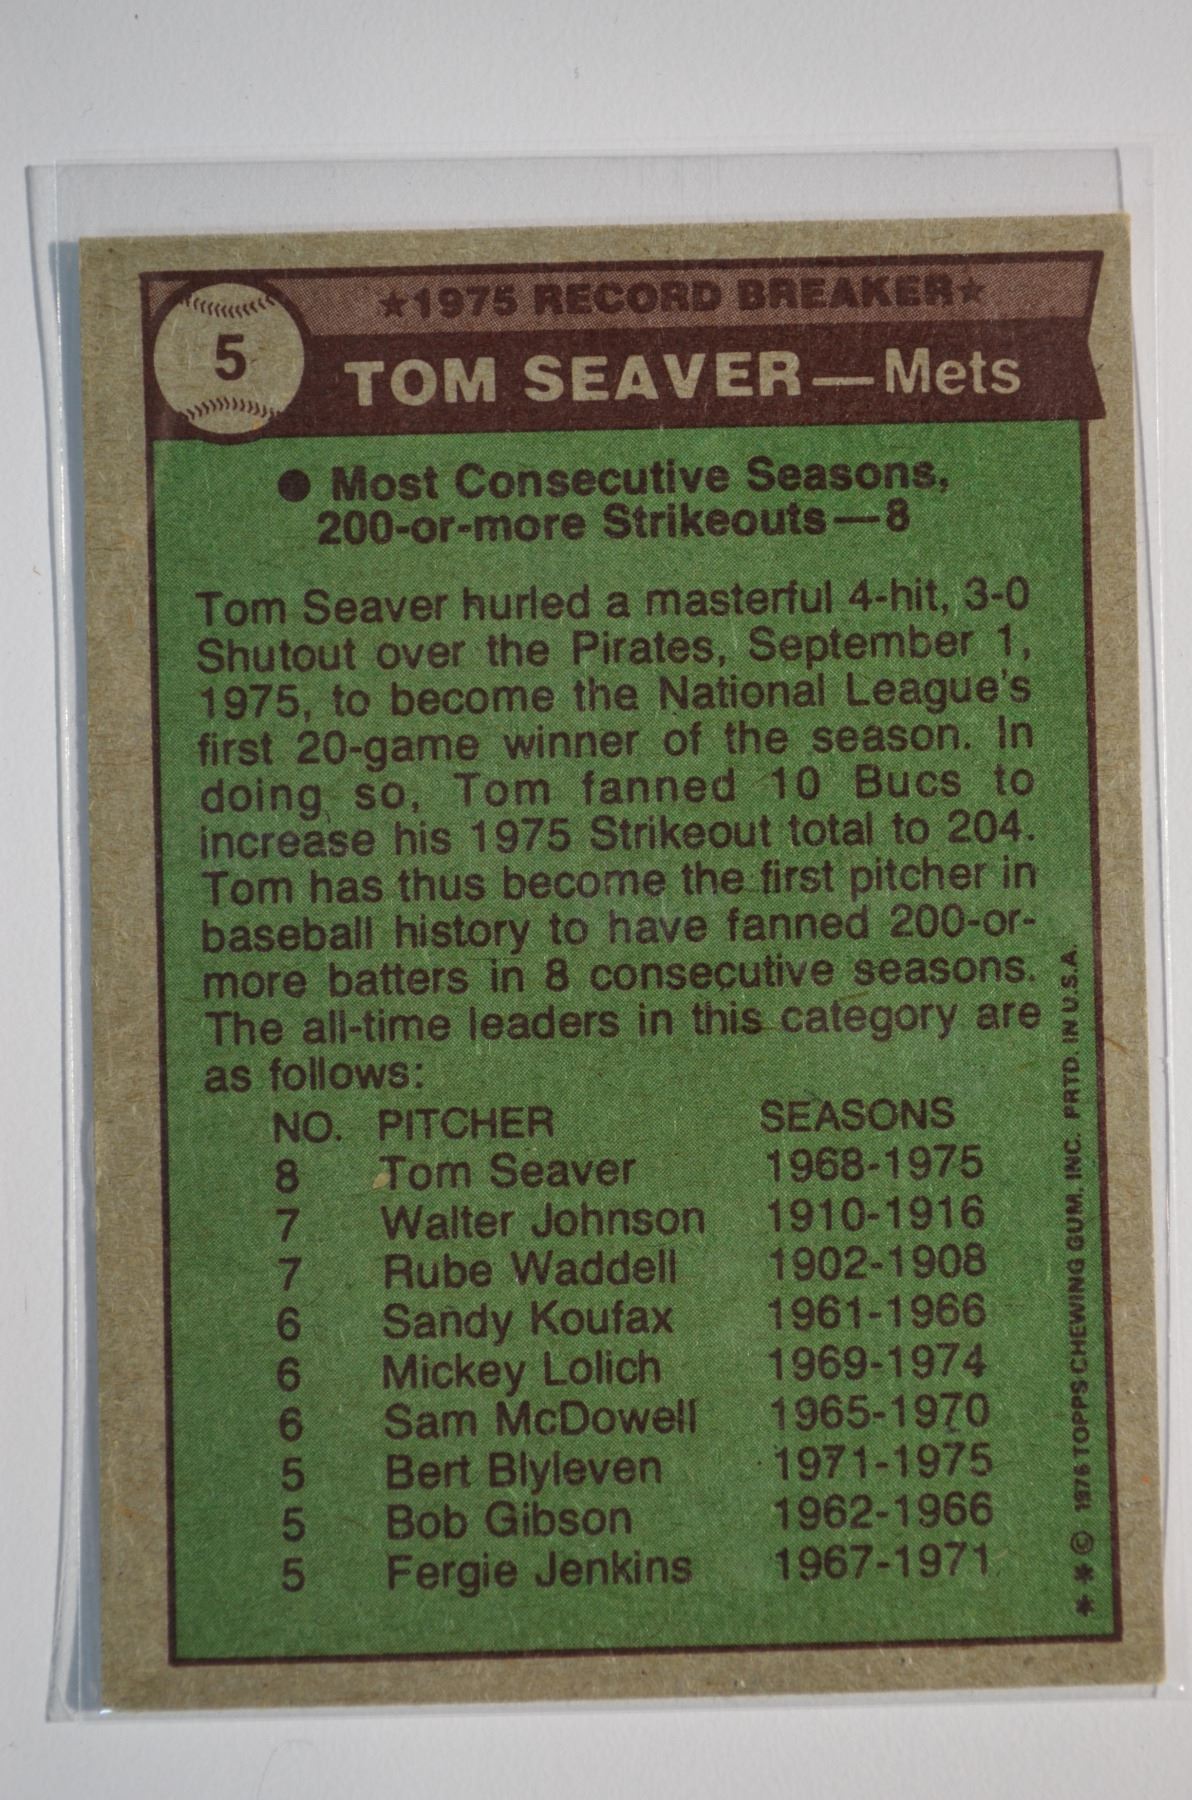 5
★1975 RECORD BREAKER★
TOM SEAVER—Mets
● Most Consecutive Seasons,
200-or-more Strikeouts—8
Tom Seaver hurled a masterful 4-hit, 3-0
Shutout over the Pirates, September 1,
1975, to become the National League's
first 20-game winner of the season. In
doing so, Tom fanned 10 Bucs to
increase his 1975 Strikeout total to 204.
Tom has thus become the first pitcher in
baseball history to have fanned 200-or-
more batters in 8 consecutive seasons.
The all-time leaders in this category are
as follows:
NO. PITCHER SEASONS
8 Tom Seaver 1968-1975
7 Walter Johnson 1910-1916
7 Rube Waddell 1902-1908
6 Sandy Koufax 1961-1966
6 Mickey Lolich 1969-1974
6 Sam McDowell 1965-1970
5 Bert Blyleven 1971-1975
5 Bob Gibson 1962-1966
5 Fergie Jenkins 1967-1971
** © 1976 TOPPS CHEWING GUM, INC. PRTD. IN U.S.A.